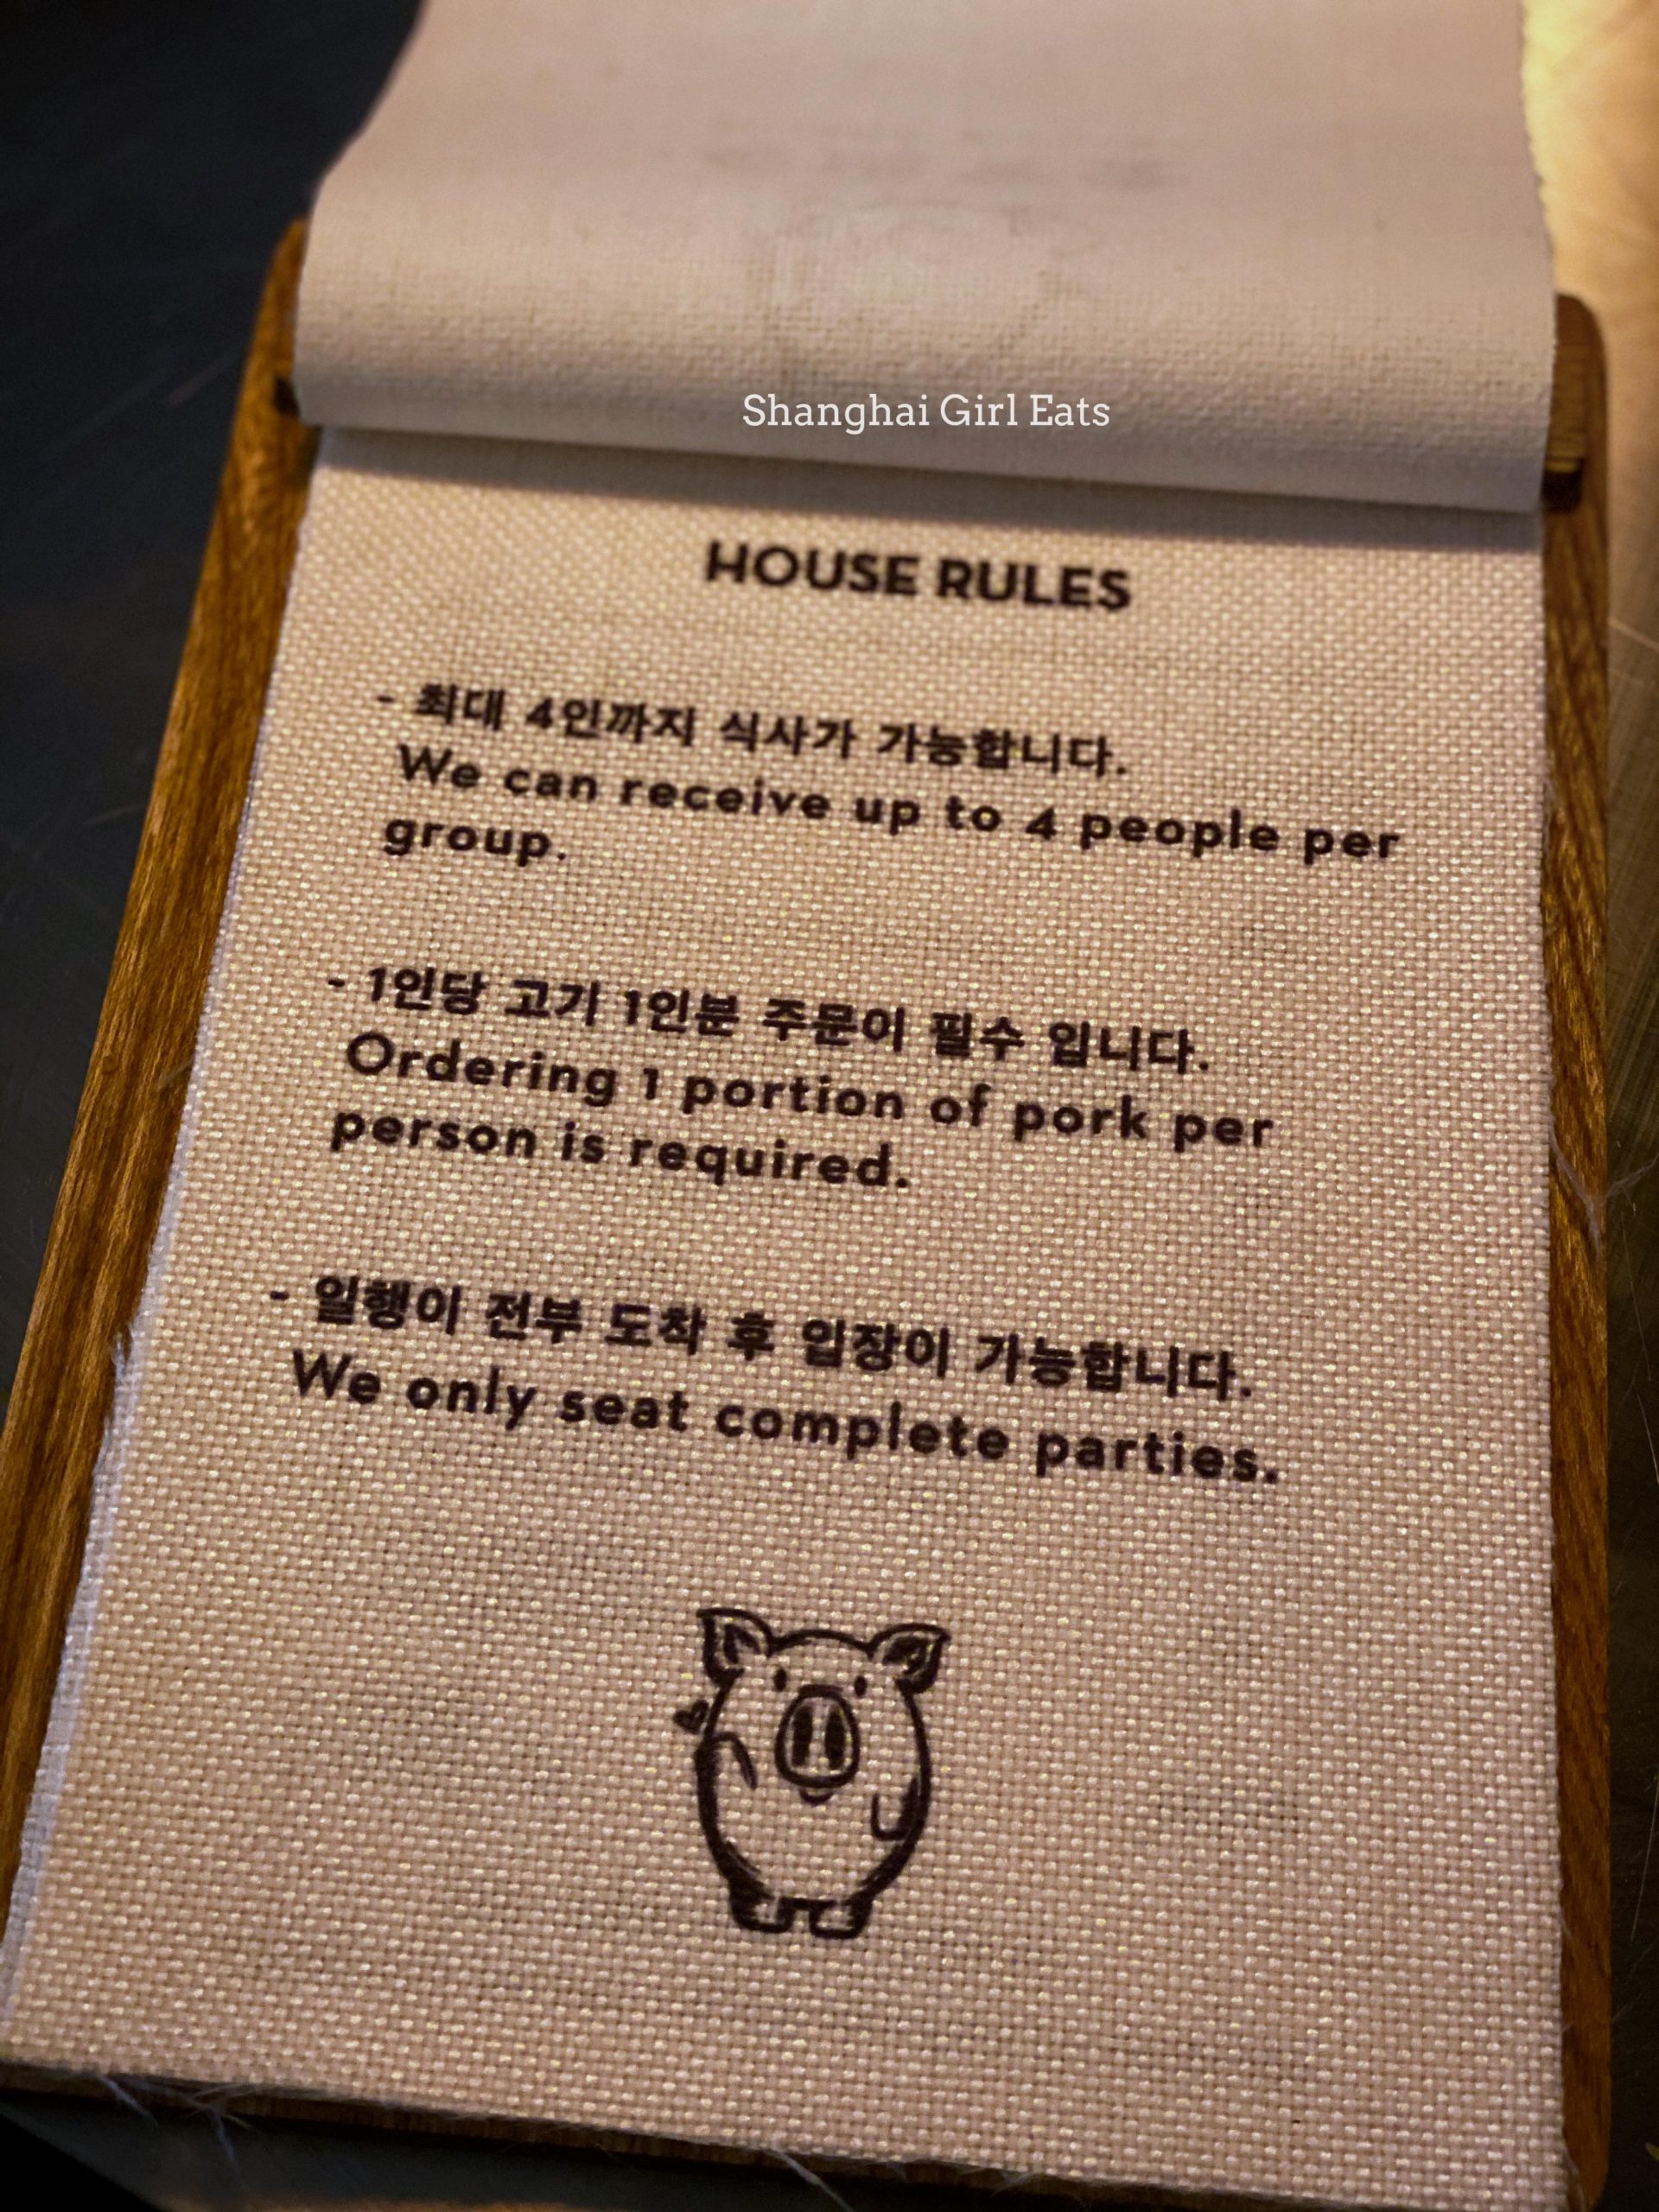 Shanghai Girl Eats
HOUSE RULES
- 최대 4인까지 식사가 가능합니다.
We can receive up to 4 people per
group.
- 1인당 고기 1인분 주문이 필수 입니다.
Ordering 1 portion of pork per
person is required.
- 일행이 전부 도착 후 입장이 가능합니다.
We only seat complete parties.